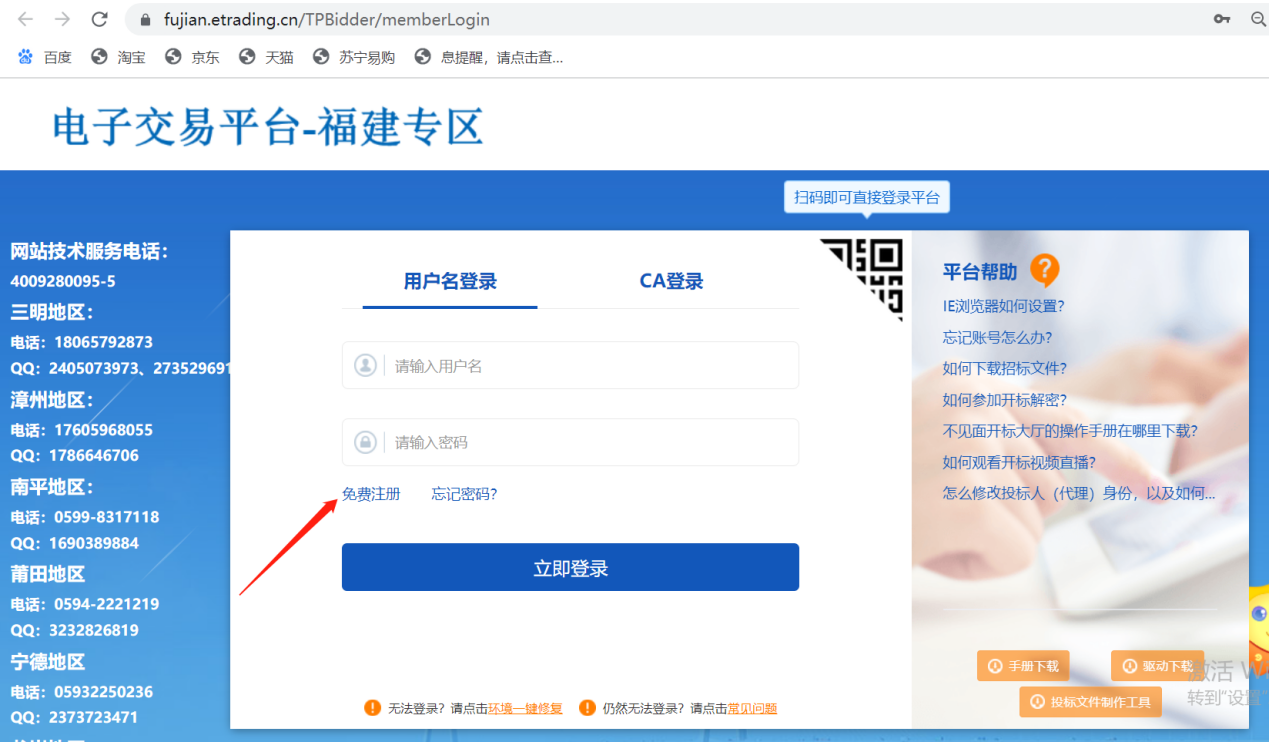 fujian.etrading.cn/TPBidder/memberLogin
百度 淘宝 京东 天猫 苏宁易购 息提醒，请点击查...
电子交易平台-福建专区
扫码即可直接登录平台
网站技术服务电话：
4009280095-5
三明地区：
电话：18065792873
QQ：2405073973、273529691
漳州地区：
电话：17605968055
QQ：1786646706
南平地区：
电话：0599-8317118
QQ：1690389884
莆田地区
电话：0594-2221219
QQ：3232826819
宁德地区
电话：05932250236
QQ：2373723471
用户名登录 CA登录
请输入用户名
请输入密码
免费注册 忘记密码?
立即登录
无法登录？请点击环境一键修复 仍然无法登录？请点击常见问题
平台帮助
IE浏览器如何设置?
忘记账号怎么办?
如何下载招标文件?
如何参加开标解密?
不见面开标大厅的操作手册在哪里下载?
如何观看开标视频直播?
怎么修改投标人（代理）身份，以及如何...
手册下载 驱动下载
投标文件制作工具
激活 W
转到“设置”